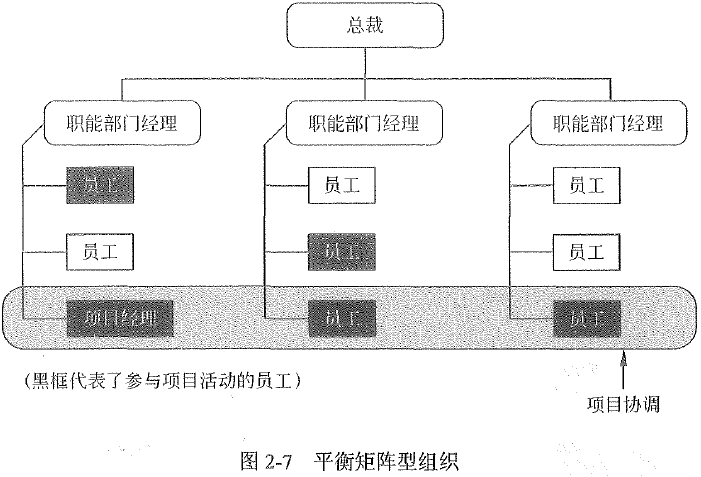 总裁
职能部门经理 职能部门经理 职能部门经理
员工 员工 员工
员工 员工 员工
项目经理 员工 员工
(黑框代表了参与项目活动的员工)
项目协调
图 2-7 平衡矩阵型组织